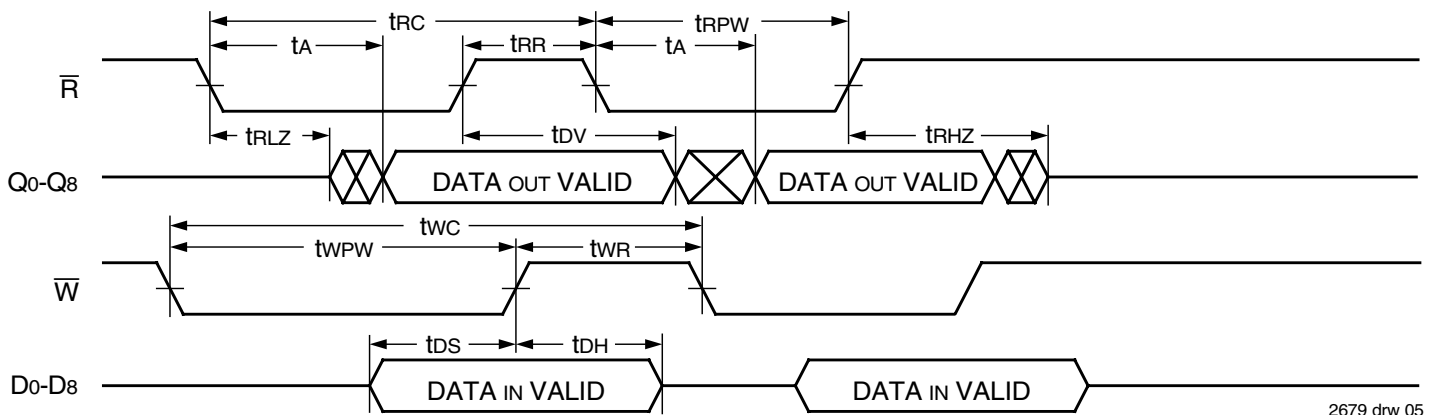 tRC
tRPW
tA
tRR
tA
R̅
tRLZ
tDV
tRHZ
Q0-Q8
DATA OUT VALID
DATA OUT VALID
tWC
tWPW
tWR
W̅
tDS
tDH
D0-D8
DATA IN VALID
DATA IN VALID
2679 drw 05